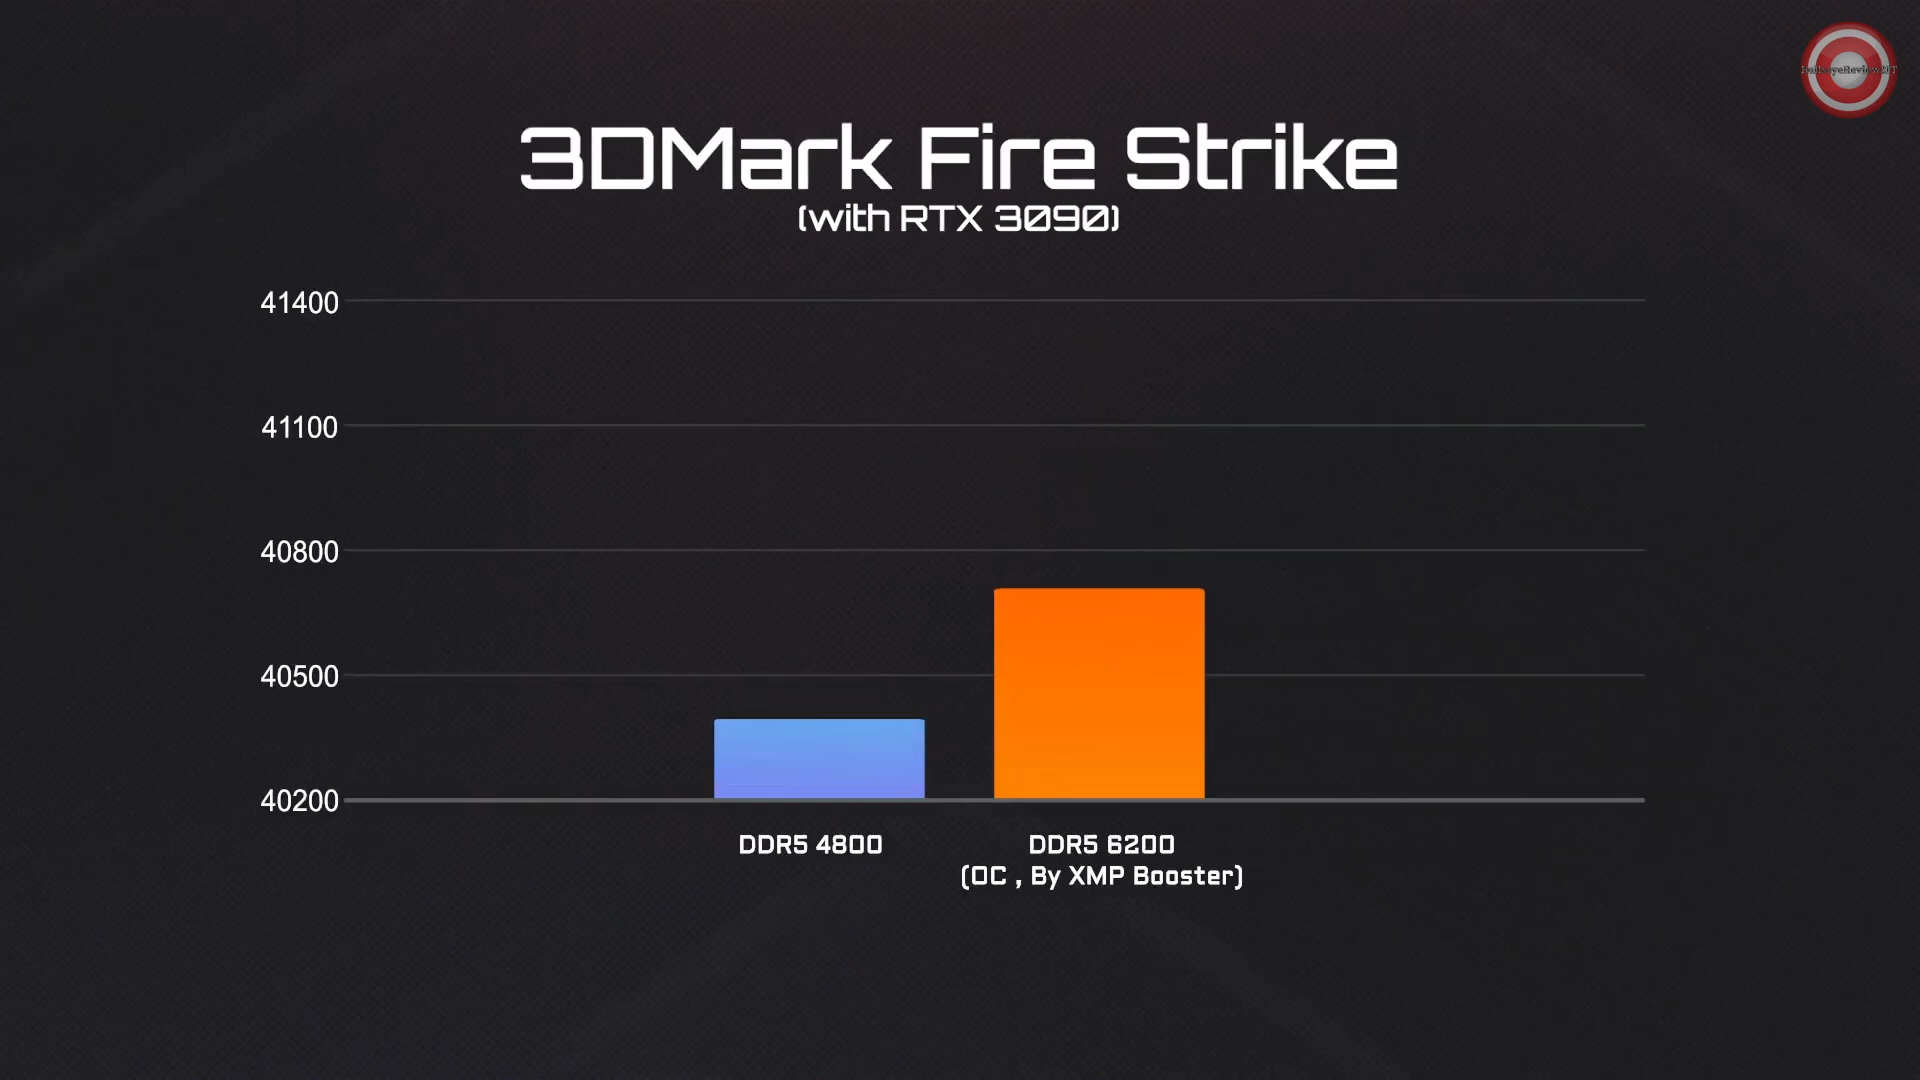 3DMark Fire Strike
(with RTX 3090)
41400
41100
40800
40500
40200
DDR5 4800
DDR5 6200
(OC , By XMP Booster)